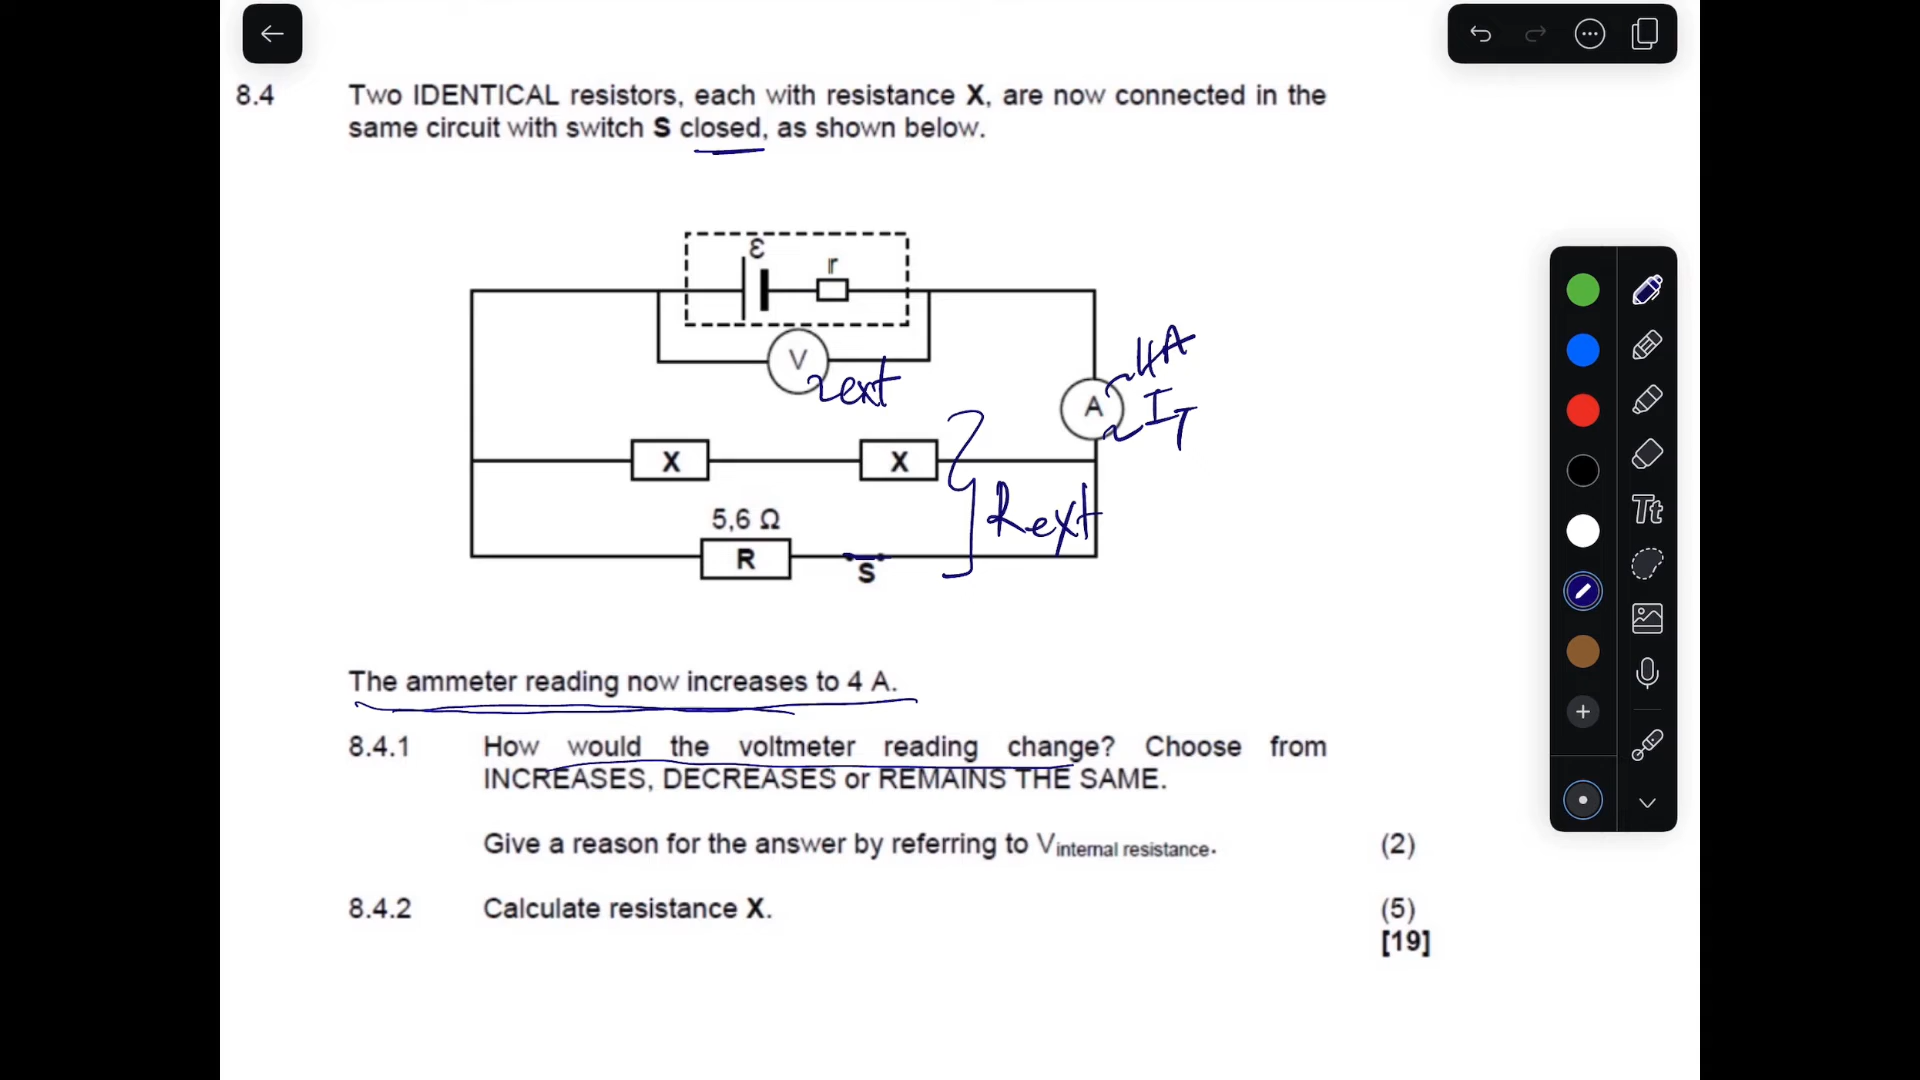 8.4 Two IDENTICAL resistors, each with resistance X, are now connected in the
same circuit with switch S closed, as shown below.
ε
r
V
ext
4A
A
IT
X
X
Rext
5,6 Ω
R
S
Tt
The ammeter reading now increases to 4 A.
8.4.1 How would the voltmeter reading change? Choose from
INCREASES, DECREASES or REMAINS THE SAME.
Give a reason for the answer by referring to Vinternal resistance. (2)
8.4.2 Calculate resistance X. (5)
[19]